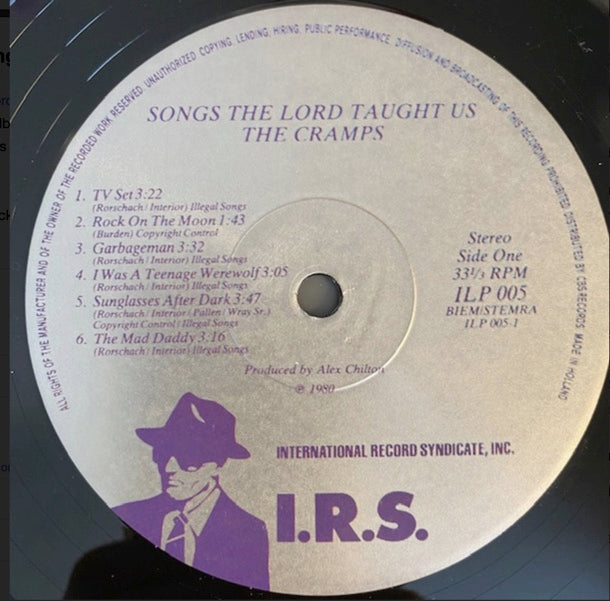 ALL RIGHTS OF THE MANUFACTURER AND OF THE OWNER OF THE RECORDED WORK RESERVED. UNAUTHORIZED COPYING, LENDING, HIRING, PUBLIC PERFORMANCE, DIFFUSION AND BROADCASTING OF THIS RECORDING PROHIBITED. DISTRIBUTED BY CBS RECORDS. MADE IN HOLLAND
SONGS THE LORD TAUGHT US
THE CRAMPS
1. TV Set 3:22
(Rorschach / Interior) Illegal Songs
2. Rock On The Moon 1:43
(Burden) Copyright Control
3. Garbageman 3:32
(Rorschach / Interior) Illegal Songs
4. I Was A Teenage Werewolf 3:05
(Rorschach / Interior) Illegal Songs
5. Sunglasses After Dark 3:47
(Rorschach / Interior / Pullen / Wray Sr.)
Copyright Control / Illegal Songs
6. The Mad Daddy 3:16
(Rorschach / Interior) Illegal Songs
Stereo
Side One
33⅓ RPM
ILP 005
BIEM/STEMRA
ILP 005-1
Produced by Alex Chilton
℗ 1980
INTERNATIONAL RECORD SYNDICATE, INC.
I.R.S.